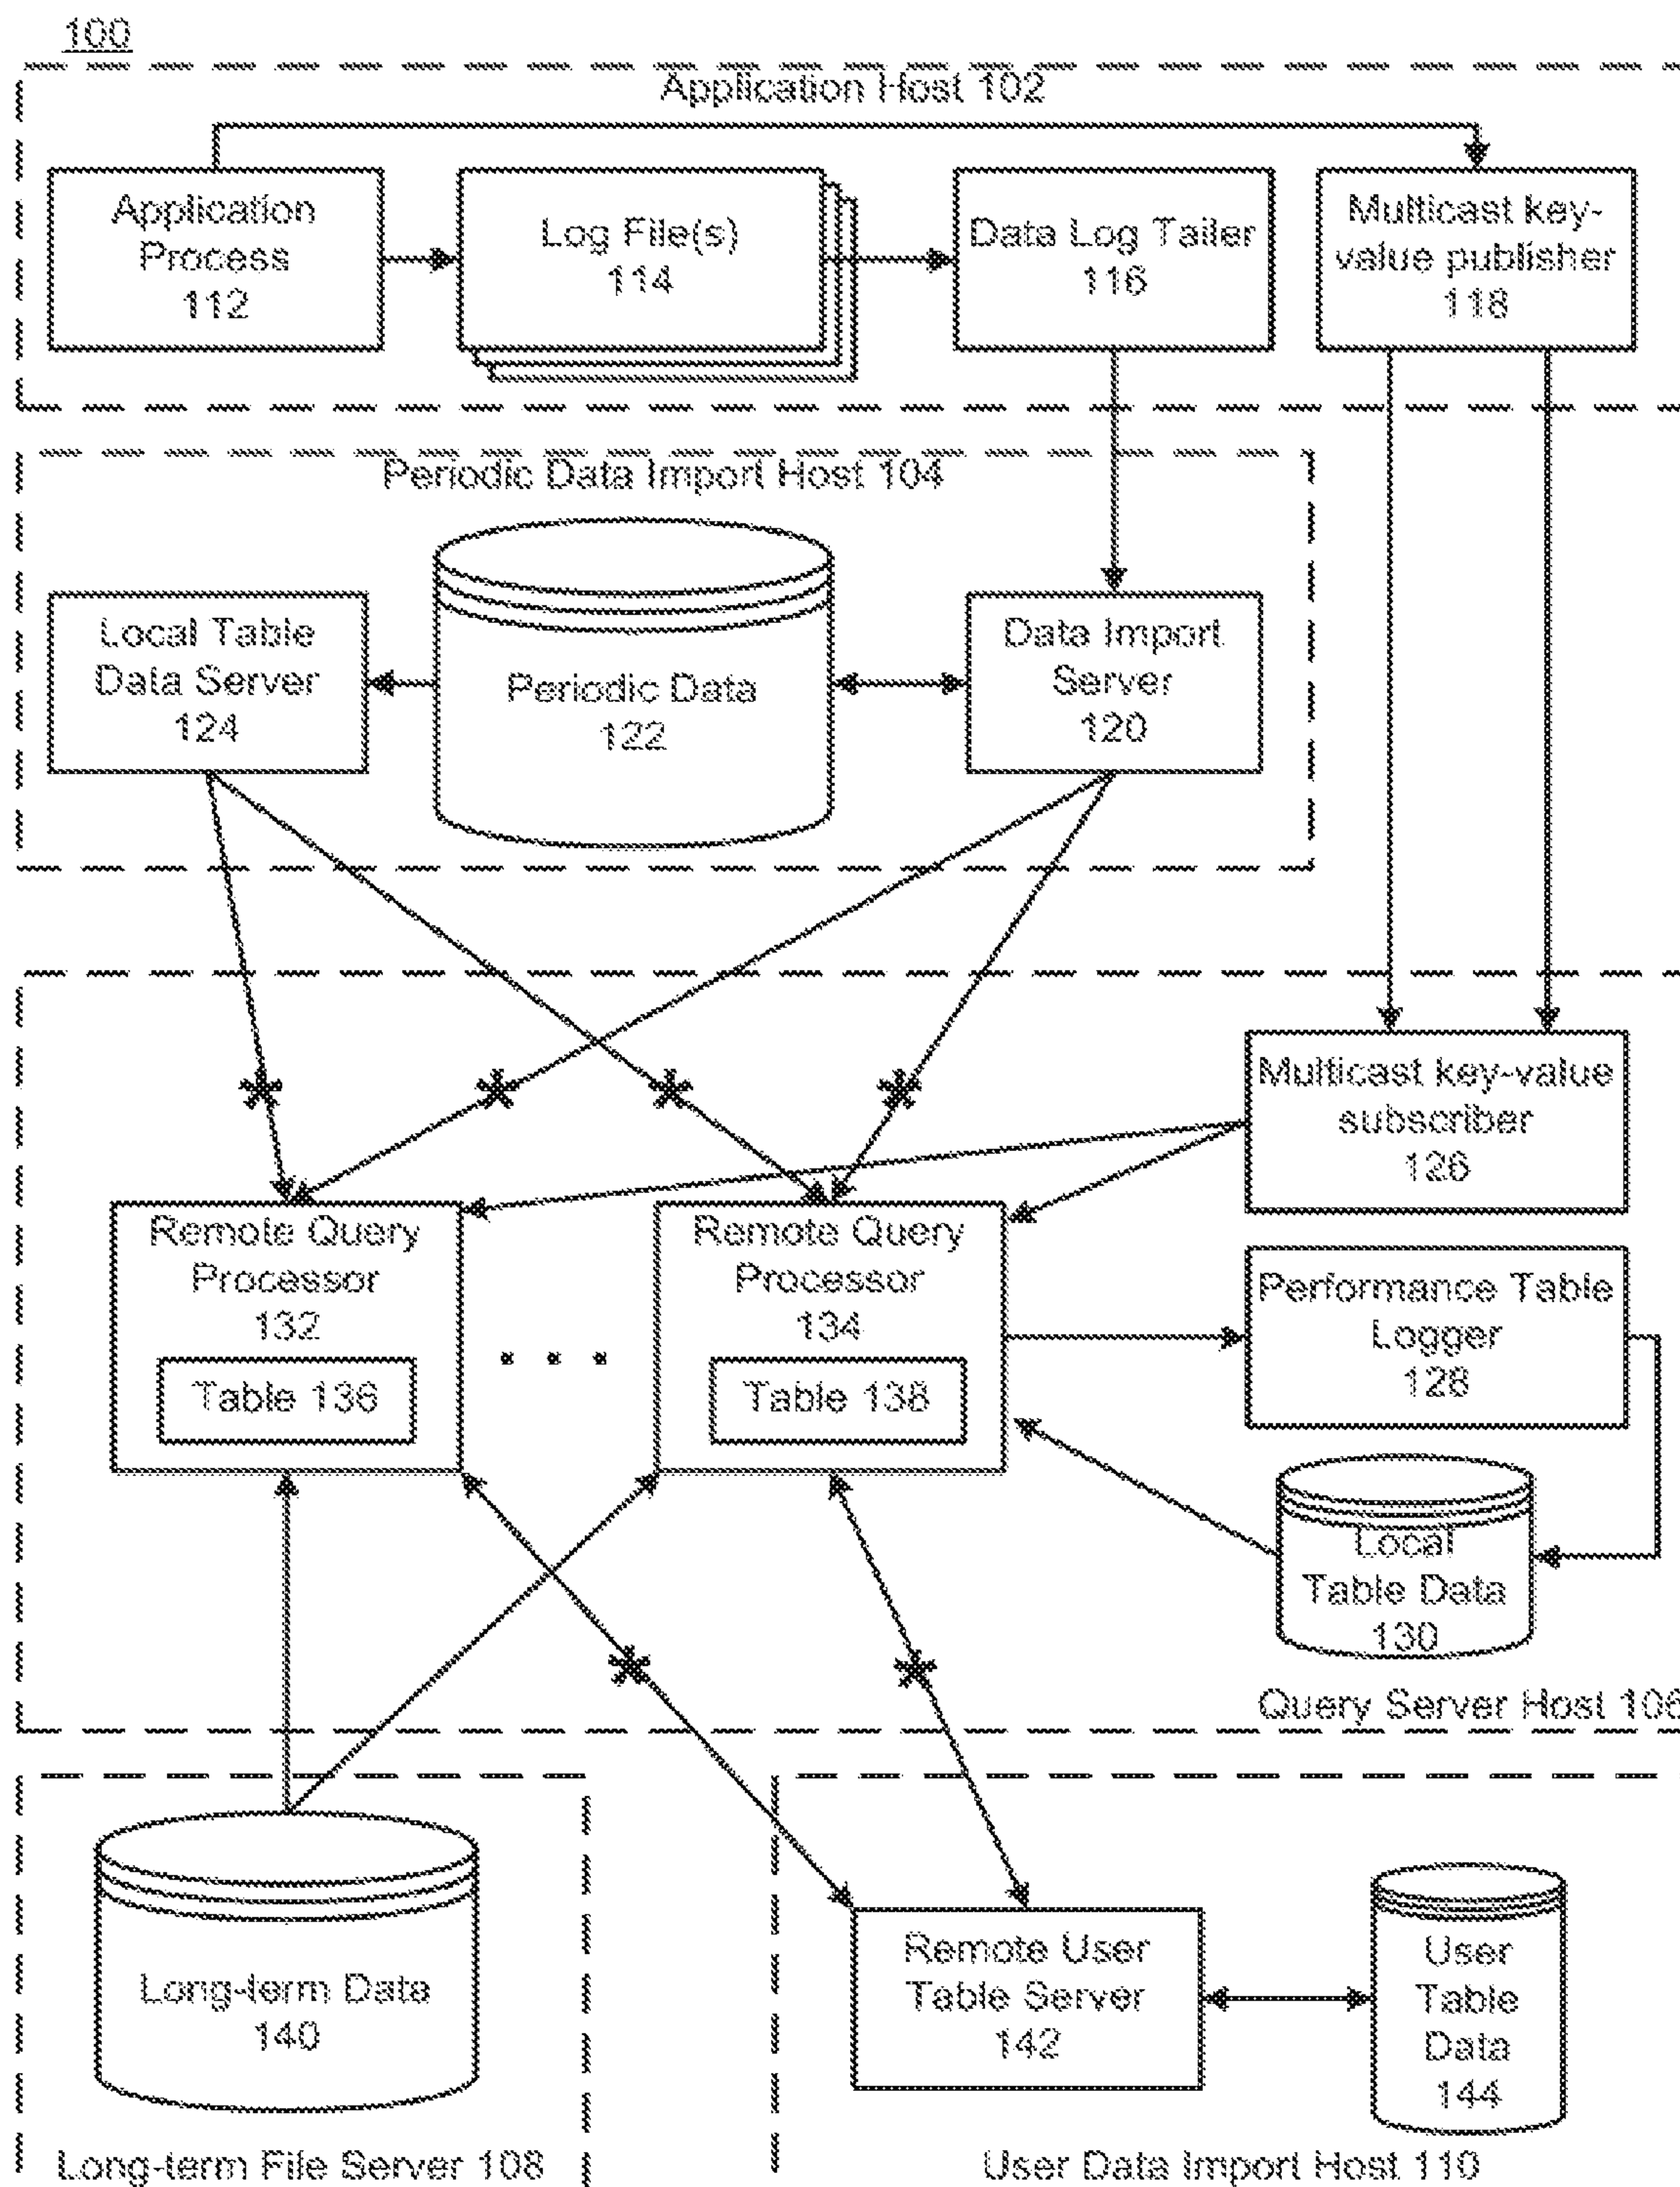 100
Application Host 102
Application
Process
112
Log File(s)
114
Data Log Tailer
116
Multicast key-
value publisher
118
Periodic Data Import Host 104
Local Table
Data Server
124
Periodic Data
122
Data Import
Server
120
Multicast key-value
subscriber
126
Remote Query
Processor
132
Table 136
. . .
Remote Query
Processor
134
Table 138
Performance Table
Logger
128
Local
Table Data
130
Query Server Host 106
Long-term Data
140
Long-term File Server 108
Remote User
Table Server
142
User
Table
Data
144
User Data Import Host 110